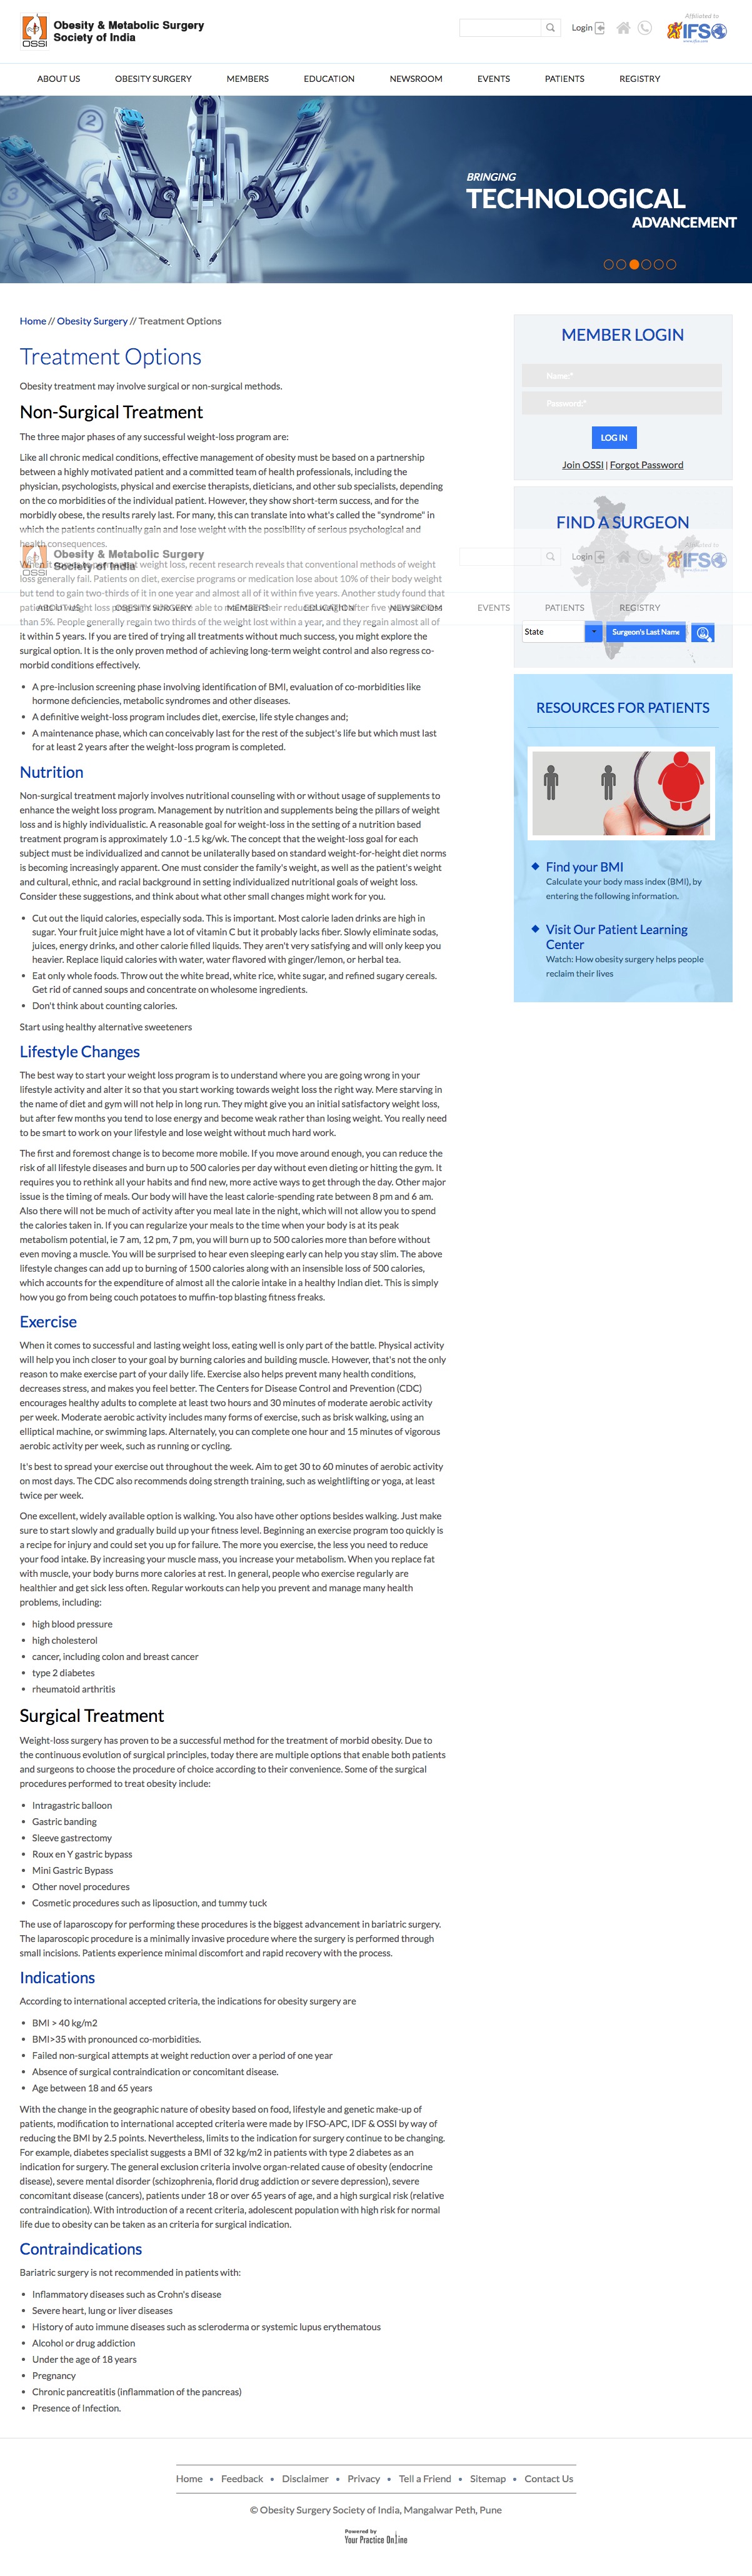 Obesity & Metabolic Surgery
Society of India
OSSI
Login
Affiliated to
IFSO
www.ifso.com
ABOUT US OBESITY SURGERY MEMBERS EDUCATION NEWSROOM EVENTS PATIENTS REGISTRY
BRINGING
TECHNOLOGICAL
ADVANCEMENT
Home // Obesity Surgery // Treatment Options
Treatment Options
Obesity treatment may involve surgical or non-surgical methods.
Non-Surgical Treatment
The three major phases of any successful weight-loss program are:
Like all chronic medical conditions, effective management of obesity must be based on a partnership
between a highly motivated patient and a committed team of health professionals, including the
physician, psychologists, physical and exercise therapists, dieticians, and other sub specialists, depending
on the co morbidities of the individual patient. However, they show short-term success, and for the
morbidly obese, the results rarely last. For many, this can translate into what's called the "syndrome" in
which the patients continually gain and lose weight with the possibility of serious psychological and
health consequences.
weight loss, recent research reveals that conventional methods of weight
loss generally fail. Patients on diet, exercise programs or medication lose about 10% of their body weight
but tend to gain two-thirds of it in one year and almost all of it within five years. Another study found that
able to their reduced after five
than 5%. People generally regain two thirds of the weight lost within a year, and they regain almost all of
it within 5 years. If you are tired of trying all treatments without much success, you might explore the
surgical option. It is the only proven method of achieving long-term weight control and also regress co-
morbid conditions effectively.
Obesity & Metabolic Surgery
Society of India
OSSI
Login
Affiliated to
IFSO
ABOUT US OBESITY SURGERY MEMBERS EDUCATION NEWSROOM EVENTS PATIENTS REGISTRY
• A pre-inclusion screening phase involving identification of BMI, evaluation of co-morbidities like
hormone deficiencies, metabolic syndromes and other diseases.
• A definitive weight-loss program includes diet, exercise, life style changes and;
• A maintenance phase, which can conceivably last for the rest of the subject's life but which must last
for at least 2 years after the weight-loss program is completed.
Nutrition
Non-surgical treatment majorly involves nutritional counseling with or without usage of supplements to
enhance the weight loss program. Management by nutrition and supplements being the pillars of weight
loss and is highly individualistic. A reasonable goal for weight-loss in the setting of a nutrition based
treatment program is approximately 1.0 -1.5 kg/wk. The concept that the weight-loss goal for each
subject must be individualized and cannot be unilaterally based on standard weight-for-height diet norms
is becoming increasingly apparent. One must consider the family's weight, as well as the patient's weight
and cultural, ethnic, and racial background in setting individualized nutritional goals of weight loss.
Consider these suggestions, and think about what other small changes might work for you.
• Cut out the liquid calories, especially soda. This is important. Most calorie laden drinks are high in
sugar. Your fruit juice might have a lot of vitamin C but it probably lacks fiber. Slowly eliminate sodas,
juices, energy drinks, and other calorie filled liquids. They aren't very satisfying and will only keep you
heavier. Replace liquid calories with water, water flavored with ginger/lemon, or herbal tea.
• Eat only whole foods. Throw out the white bread, white rice, white sugar, and refined sugary cereals.
Get rid of canned soups and concentrate on wholesome ingredients.
• Don't think about counting calories.
Start using healthy alternative sweeteners
Lifestyle Changes
The best way to start your weight loss program is to understand where you are going wrong in your
lifestyle activity and alter it so that you start working towards weight loss the right way. Mere starving in
the name of diet and gym will not help in long run. They might give you an initial satisfactory weight loss,
but after few months you tend to lose energy and become weak rather than losing weight. You really need
to be smart to work on your lifestyle and lose weight without much hard work.
The first and foremost change is to become more mobile. If you move around enough, you can reduce the
risk of all lifestyle diseases and burn up to 500 calories per day without even dieting or hitting the gym. It
requires you to rethink all your habits and find new, more active ways to get through the day. Other major
issue is the timing of meals. Our body will have the least calorie-spending rate between 8 pm and 6 am.
Also there will not be much of activity after you meal late in the night, which will not allow you to spend
the calories taken in. If you can regularize your meals to the time when your body is at its peak
metabolism potential, ie 7 am, 12 pm, 7 pm, you will burn up to 500 calories more than before without
even moving a muscle. You will be surprised to hear even sleeping early can help you stay slim. The above
lifestyle changes can add up to burning of 1500 calories along with an insensible loss of 500 calories,
which accounts for the expenditure of almost all the calorie intake in a healthy Indian diet. This is simply
how you go from being couch potatoes to muffin-top blasting fitness freaks.
Exercise
When it comes to successful and lasting weight loss, eating well is only part of the battle. Physical activity
will help you inch closer to your goal by burning calories and building muscle. However, that's not the only
reason to make exercise part of your daily life. Exercise also helps prevent many health conditions,
decreases stress, and makes you feel better. The Centers for Disease Control and Prevention (CDC)
encourages healthy adults to complete at least two hours and 30 minutes of moderate aerobic activity
per week. Moderate aerobic activity includes many forms of exercise, such as brisk walking, using an
elliptical machine, or swimming laps. Alternately, you can complete one hour and 15 minutes of vigorous
aerobic activity per week, such as running or cycling.
It's best to spread your exercise out throughout the week. Aim to get 30 to 60 minutes of aerobic activity
on most days. The CDC also recommends doing strength training, such as weightlifting or yoga, at least
twice per week.
One excellent, widely available option is walking. You also have other options besides walking. Just make
sure to start slowly and gradually build up your fitness level. Beginning an exercise program too quickly is
a recipe for injury and could set you up for failure. The more you exercise, the less you need to reduce
your food intake. By increasing your muscle mass, you increase your metabolism. When you replace fat
with muscle, your body burns more calories at rest. In general, people who exercise regularly are
healthier and get sick less often. Regular workouts can help you prevent and manage many health
problems, including:
• high blood pressure
• high cholesterol
• cancer, including colon and breast cancer
• type 2 diabetes
• rheumatoid arthritis
Surgical Treatment
Weight-loss surgery has proven to be a successful method for the treatment of morbid obesity. Due to
the continuous evolution of surgical principles, today there are multiple options that enable both patients
and surgeons to choose the procedure of choice according to their convenience. Some of the surgical
procedures performed to treat obesity include:
• Intragastric balloon
• Gastric banding
• Sleeve gastrectomy
• Roux en Y gastric bypass
• Mini Gastric Bypass
• Other novel procedures
• Cosmetic procedures such as liposuction, and tummy tuck
The use of laparoscopy for performing these procedures is the biggest advancement in bariatric surgery.
The laparoscopic procedure is a minimally invasive procedure where the surgery is performed through
small incisions. Patients experience minimal discomfort and rapid recovery with the process.
Indications
According to international accepted criteria, the indications for obesity surgery are
• BMI > 40 kg/m2
• BMI>35 with pronounced co-morbidities.
• Failed non-surgical attempts at weight reduction over a period of one year
• Absence of surgical contraindication or concomitant disease.
• Age between 18 and 65 years
With the change in the geographic nature of obesity based on food, lifestyle and genetic make-up of
patients, modification to international accepted criteria were made by IFSO-APC, IDF & OSSI by way of
reducing the BMI by 2.5 points. Nevertheless, limits to the indication for surgery continue to be changing.
For example, diabetes specialist suggests a BMI of 32 kg/m2 in patients with type 2 diabetes as an
indication for surgery. The general exclusion criteria involve organ-related cause of obesity (endocrine
disease), severe mental disorder (schizophrenia, florid drug addiction or severe depression), severe
concomitant disease (cancers), patients under 18 or over 65 years of age, and a high surgical risk (relative
contraindication). With introduction of a recent criteria, adolescent population with high risk for normal
life due to obesity can be taken as an criteria for surgical indication.
Contraindications
Bariatric surgery is not recommended in patients with:
• Inflammatory diseases such as Crohn's disease
• Severe heart, lung or liver diseases
• History of auto immune diseases such as scleroderma or systemic lupus erythematous
• Alcohol or drug addiction
• Under the age of 18 years
• Pregnancy
• Chronic pancreatitis (inflammation of the pancreas)
• Presence of Infection.
MEMBER LOGIN
Name:*
Password:*
LOG IN
Join OSSI | Forgot Password
FIND A SURGEON
State
Surgeon's Last Name
RESOURCES FOR PATIENTS
Find your BMI
Calculate your body mass index (BMI), by
entering the following information.
Visit Our Patient Learning
Center
Watch: How obesity surgery helps people
reclaim their lives
Home • Feedback • Disclaimer • Privacy • Tell a Friend • Sitemap • Contact Us
© Obesity Surgery Society of India, Mangalwar Peth, Pune
Powered by
Your Practice Online